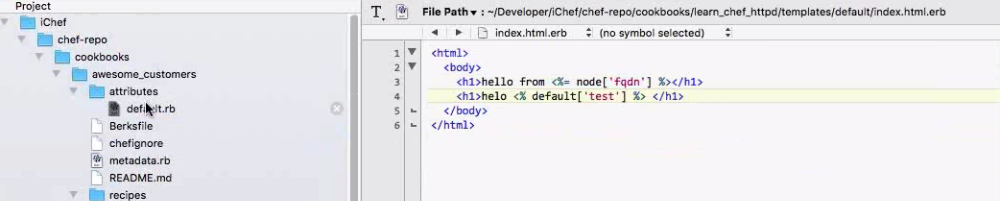 Project
iChef
chef-repo
cookbooks
awesome_customers
attributes
default.rb
Berksfile
chefignore
metadata.rb
README.md
recipes
File Path ▾ : ~/Developer/iChef/chef-repo/cookbooks/learn_chef_httpd/templates/default/index.html.erb
index.html.erb (no symbol selected)
1 <html>
2 <body>
3 <h1>hello from <%= node['fqdn'] %></h1>
4 <h1>helo <% default['test'] %> </h1>
5 </body>
6 </html>